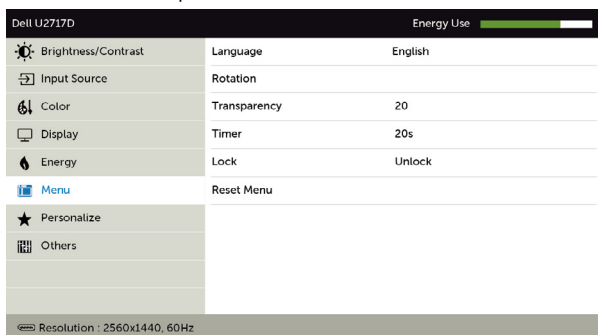 Dell U2717D Energy Use
Brightness/Contrast Language English
Input Source Rotation
Color Transparency 20
Display Timer 20s
Energy Lock Unlock
Menu Reset Menu
Personalize
Others
Resolution : 2560x1440, 60Hz